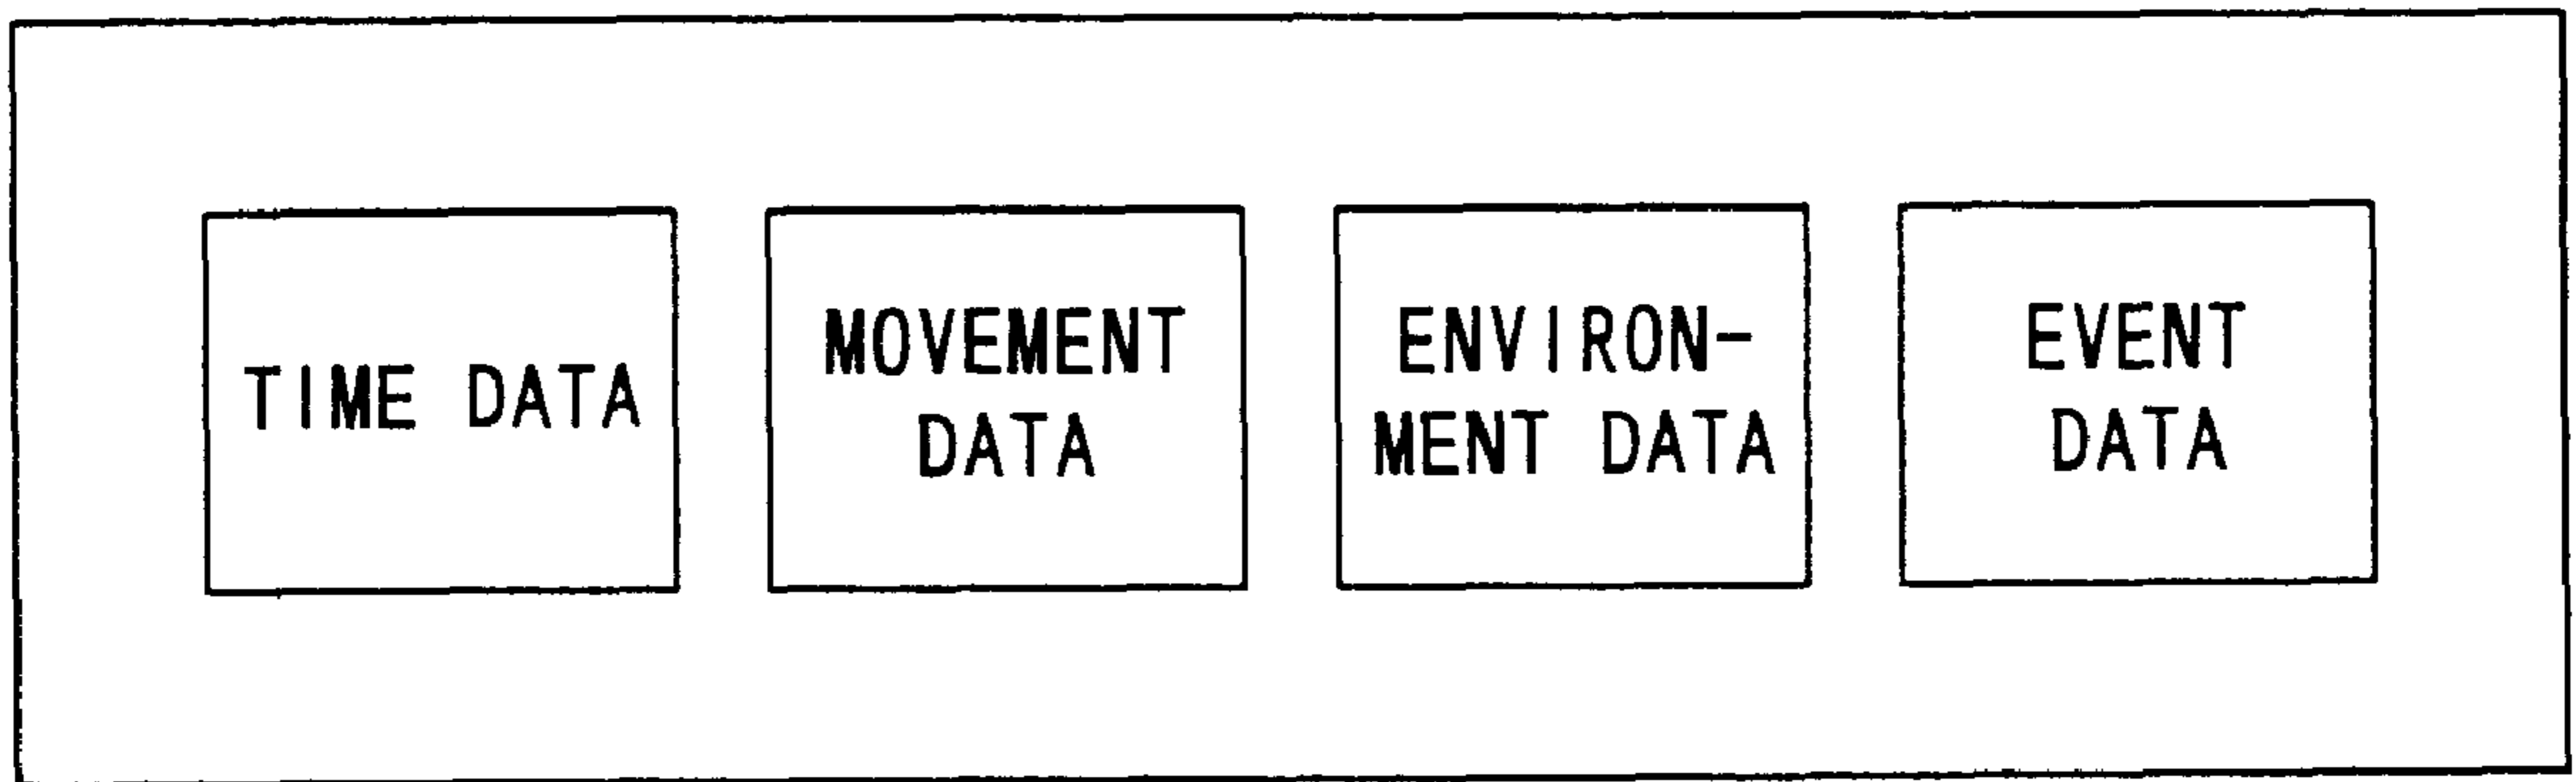 TIME DATA
MOVEMENT
DATA
ENVIRON-
MENT DATA
EVENT
DATA